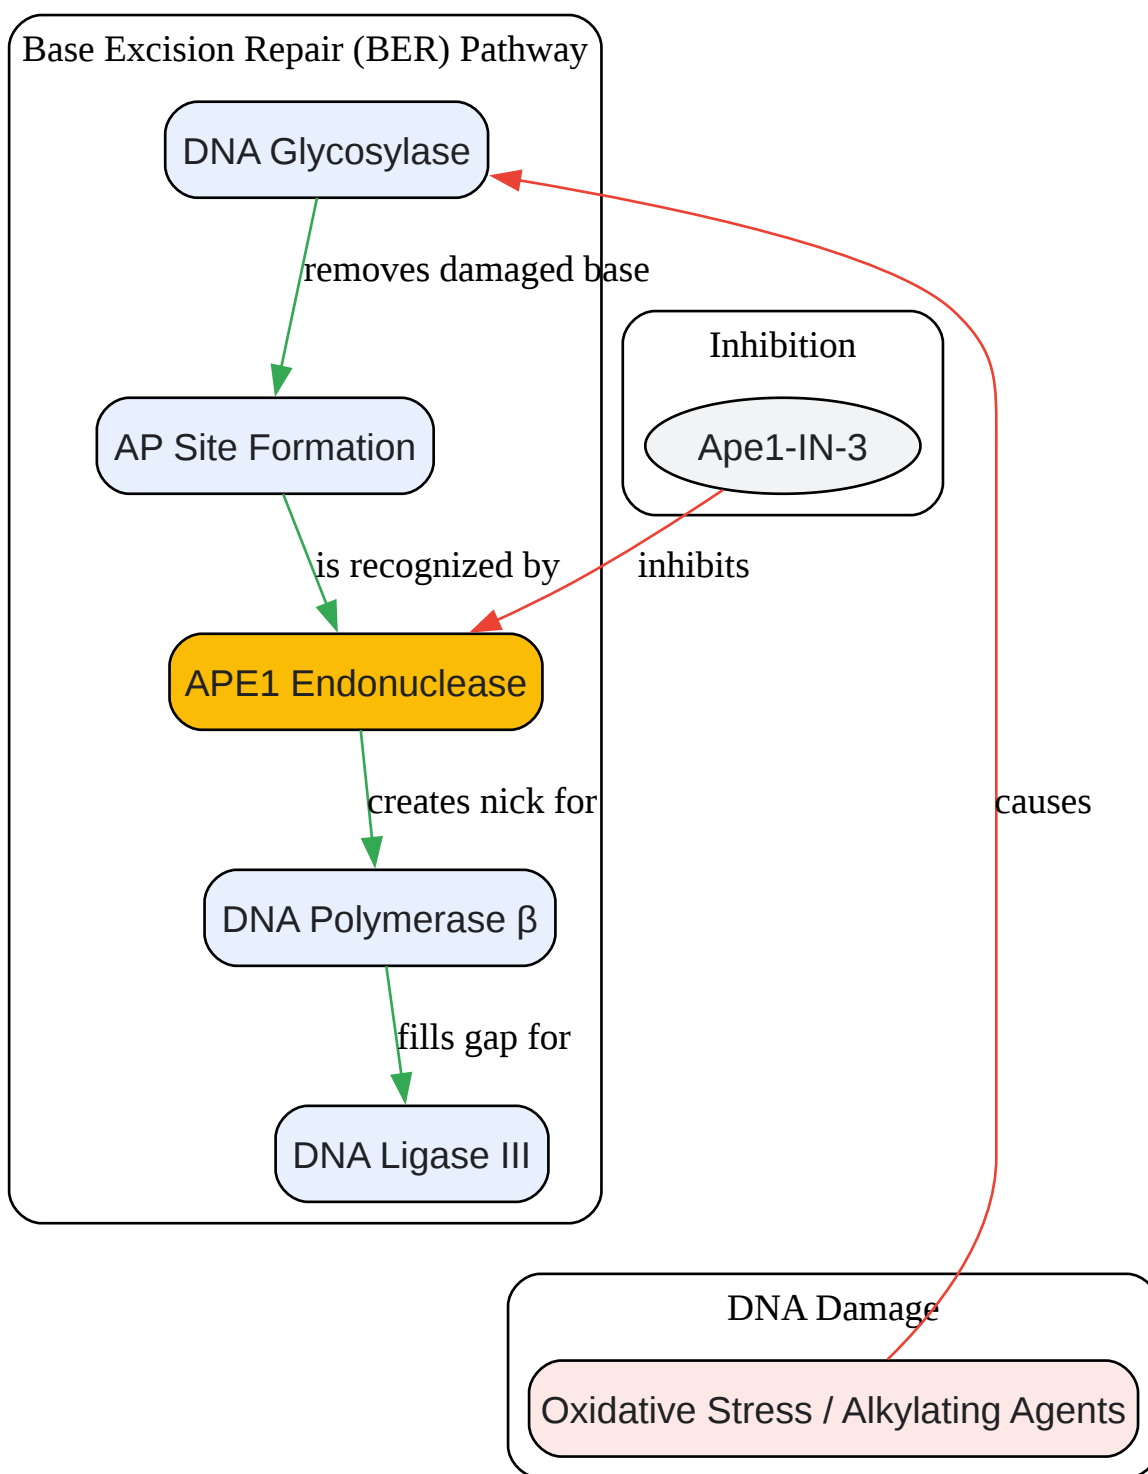 Base Excision Repair (BER) Pathway
DNA Glycosylase
removes damaged base
Inhibition
AP Site Formation
Ape1-IN-3
is recognized by
inhibits
APE1 Endonuclease
creates nick for
causes
DNA Polymerase β
fills gap for
DNA Ligase III
DNA Damage
Oxidative Stress / Alkylating Agents